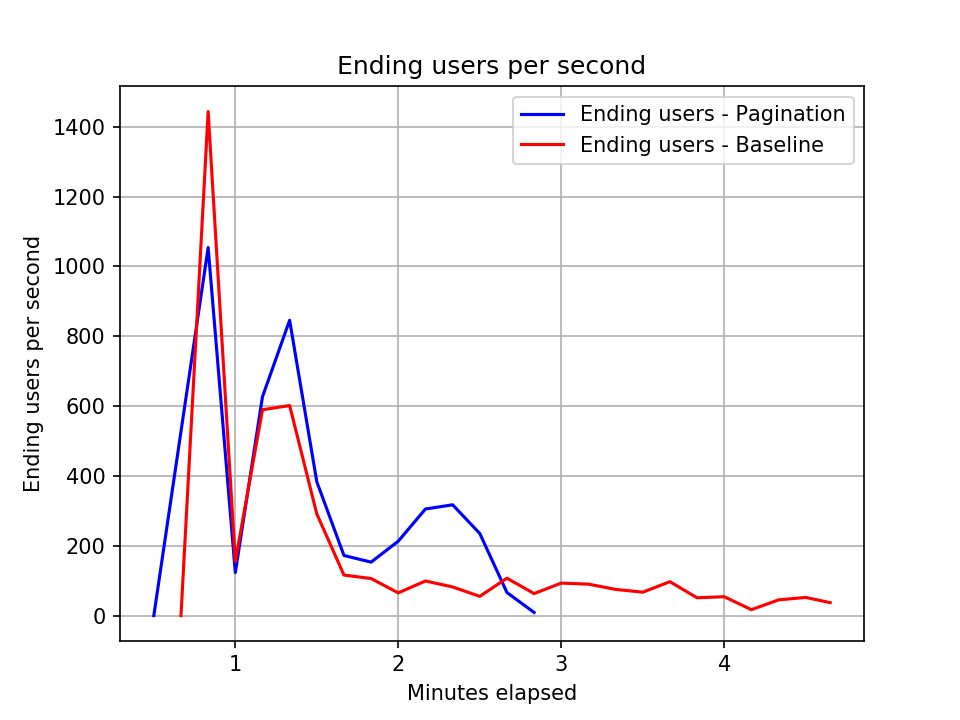 Ending users per second
Ending users - Pagination
Ending users - Baseline
Ending users per second
1400
1200
1000
800
600
400
200
0
1 2 3 4
Minutes elapsed